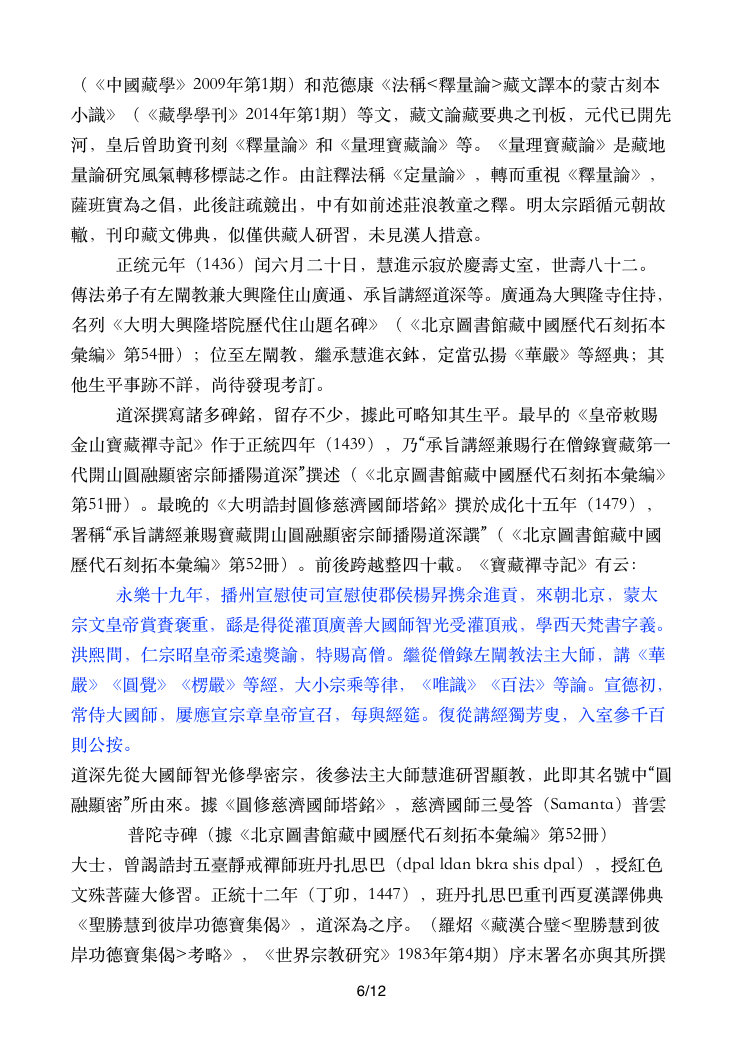 （《中國藏學》2009年第1期）和范德康《法稱<釋量論>藏文譯本的蒙古刻本
小識》（《藏學學刊》2014年第1期）等文，藏文論藏要典之刊板，元代已開先
河，皇后曾助資刊刻《釋量論》和《量理寶藏論》等。《量理寶藏論》是藏地
量論研究風氣轉移標誌之作。由註釋法稱《定量論》，轉而重視《釋量論》，
薩班實為之倡，此後註疏競出，中有如前述莊浪教童之釋。明太宗蹈循元朝故
轍，刊印藏文佛典，似僅供藏人研習，未見漢人措意。
正统元年（1436）闰六月二十日，慧進示寂於慶壽丈室，世壽八十二。
傳法弟子有左闡教兼大興隆住山廣通、承旨講經道深等。廣通為大興隆寺住持，
名列《大明大興隆塔院歷代住山題名碑》（《北京圖書館藏中國歷代石刻拓本
彙編》第54冊）；位至左闡教，繼承慧進衣鉢，定當弘揚《華嚴》等經典；其
他生平事跡不詳，尚待發現考訂。
道深撰寫諸多碑銘，留存不少，據此可略知其生平。最早的《皇帝敕賜
金山寶藏禪寺記》作于正統四年（1439），乃“承旨講經兼賜行在僧錄寶藏第一
代開山圓融顯密宗師播陽道深”撰述（《北京圖書館藏中國歷代石刻拓本彙編》
第51冊）。最晚的《大明誥封圓修慈濟國師塔銘》撰於成化十五年（1479），
署稱“承旨講經兼賜寶藏開山圓融顯密宗師播陽道深譔”（《北京圖書館藏中國
歷代石刻拓本彙編》第52冊）。前後跨越整四十載。《寶藏禪寺記》有云：
永樂十九年，播州宣慰使司宣慰使郡侯楊昇携余進貢，來朝北京，蒙太
宗文皇帝賞賚褒重，繇是得從灌頂廣善大國師智光受灌頂戒，學西天梵書字義。
洪熙間，仁宗昭皇帝柔遠獎諭，特賜高僧。繼從僧錄左闡教法主大師，講《華
嚴》《圓覺》《楞嚴》等經，大小宗乘等律，《唯識》《百法》等論。宣德初，
常侍大國師，屢應宣宗章皇帝宣召，每與經筵。復從講經獨芳叟，入室參千百
則公按。
道深先從大國師智光修學密宗，後參法主大師慧進研習顯教，此即其名號中“圓
融顯密”所由來。據《圓修慈濟國師塔銘》，慈濟國師三曼答（Samanta）普雲
普陀寺碑（據《北京圖書館藏中國歷代石刻拓本彙編》第52冊）
大士，曾謁誥封五臺靜戒禪師班丹扎思巴（dpal ldan bkra shis dpal），授紅色
文殊菩薩大修習。正統十二年（丁卯，1447），班丹扎思巴重刊西夏漢譯佛典
《聖勝慧到彼岸功德寶集偈》，道深為之序。（羅炤《藏漢合璧<聖勝慧到彼
岸功德寶集偈>考略》，《世界宗教研究》1983年第4期）序末署名亦與其所撰
6/12